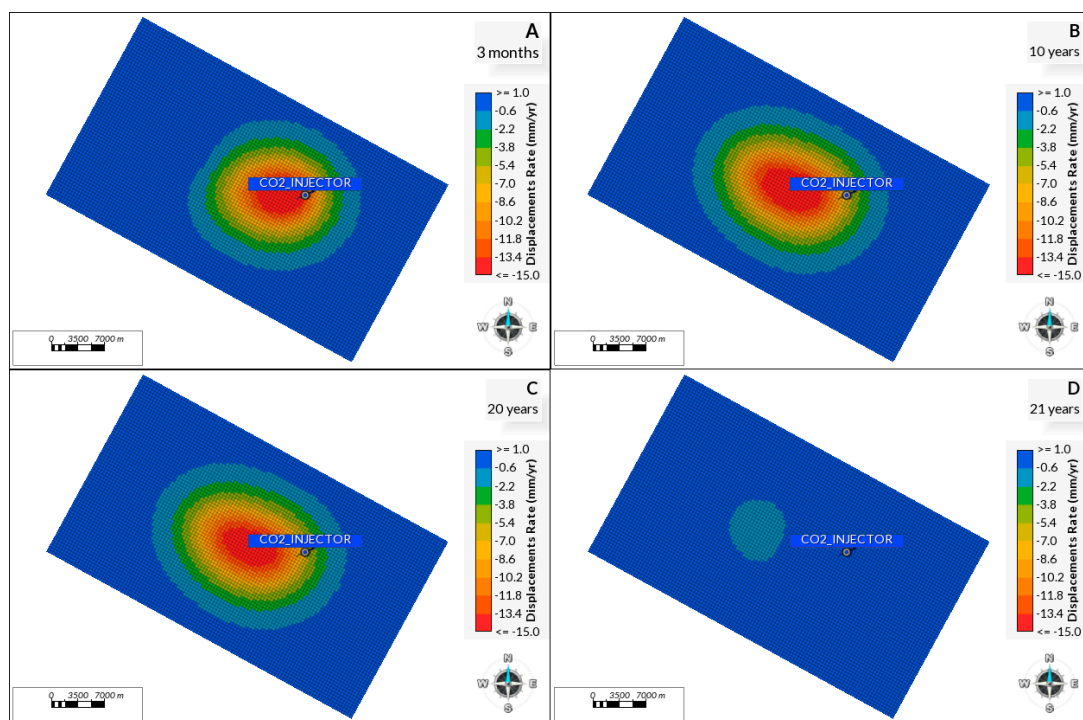 A
3 months
>= 1.0
-0.6
-2.2
-3.8
-5.4
-7.0
-8.6
-10.2
-11.8
-13.4
<= -15.0
Displacements Rate (mm/yr)
CO2_INJECTOR
N
W E
S
0 3500 7000 m
B
10 years
>= 1.0
-0.6
-2.2
-3.8
-5.4
-7.0
-8.6
-10.2
-11.8
-13.4
<= -15.0
Displacements Rate (mm/yr)
CO2_INJECTOR
N
W E
S
0 3500 7000 m
C
20 years
>= 1.0
-0.6
-2.2
-3.8
-5.4
-7.0
-8.6
-10.2
-11.8
-13.4
<= -15.0
Displacements Rate (mm/yr)
CO2_INJECTOR
N
W E
S
0 3500 7000 m
D
21 years
>= 1.0
-0.6
-2.2
-3.8
-5.4
-7.0
-8.6
-10.2
-11.8
-13.4
<= -15.0
Displacements Rate (mm/yr)
CO2_INJECTOR
N
W E
S
0 3500 7000 m